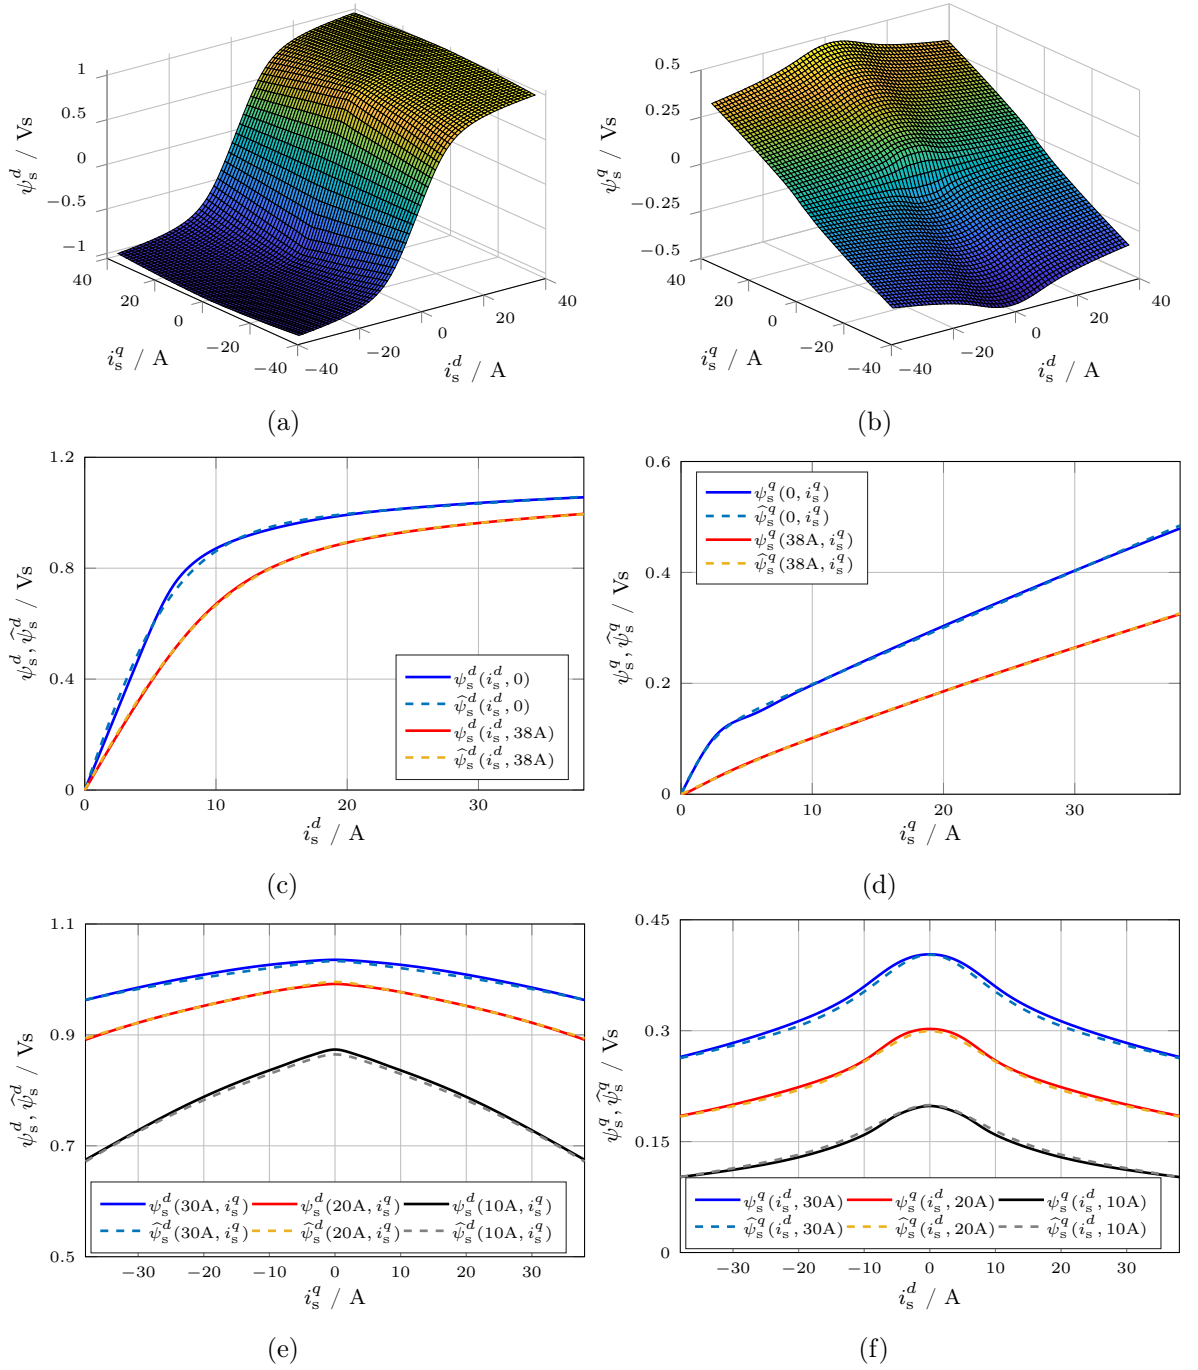 1
0.5
0
−0.5
−1
ψ_s^d / Vs
40
20
0
−20
−40
i_s^q / A
−40
−20
0
20
40
i_s^d / A
(a)
0.5
0.25
0
−0.25
−0.5
ψ_s^q / Vs
40
20
0
−20
−40
i_s^q / A
−40
−20
0
20
40
i_s^d / A
(b)
1.2
0.8
0.4
0
ψ_s^d, ψ̂_s^d / Vs
ψ_s^d(i_s^d, 0)
ψ̂_s^d(i_s^d, 0)
ψ_s^d(i_s^d, 38A)
ψ̂_s^d(i_s^d, 38A)
0 10 20 30
i_s^d / A
(c)
0.6
0.4
0.2
0
ψ_s^q, ψ̂_s^q / Vs
ψ_s^q(0, i_s^q)
ψ̂_s^q(0, i_s^q)
ψ_s^q(38A, i_s^q)
ψ̂_s^q(38A, i_s^q)
0 10 20 30
i_s^q / A
(d)
1.1
0.9
0.7
0.5
ψ_s^d, ψ̂_s^d / Vs
ψ_s^d(30A, i_s^q) ψ_s^d(20A, i_s^q) ψ_s^d(10A, i_s^q)
ψ̂_s^d(30A, i_s^q) ψ̂_s^d(20A, i_s^q) ψ̂_s^d(10A, i_s^q)
−30 −20 −10 0 10 20 30
i_s^q / A
(e)
0.45
0.3
0.15
0
ψ_s^q, ψ̂_s^q / Vs
ψ_s^q(i_s^d, 30A) ψ_s^q(i_s^d, 20A) ψ_s^q(i_s^d, 10A)
ψ̂_s^q(i_s^d, 30A) ψ̂_s^q(i_s^d, 20A) ψ̂_s^q(i_s^d, 10A)
−30 −20 −10 0 10 20 30
i_s^d / A
(f)